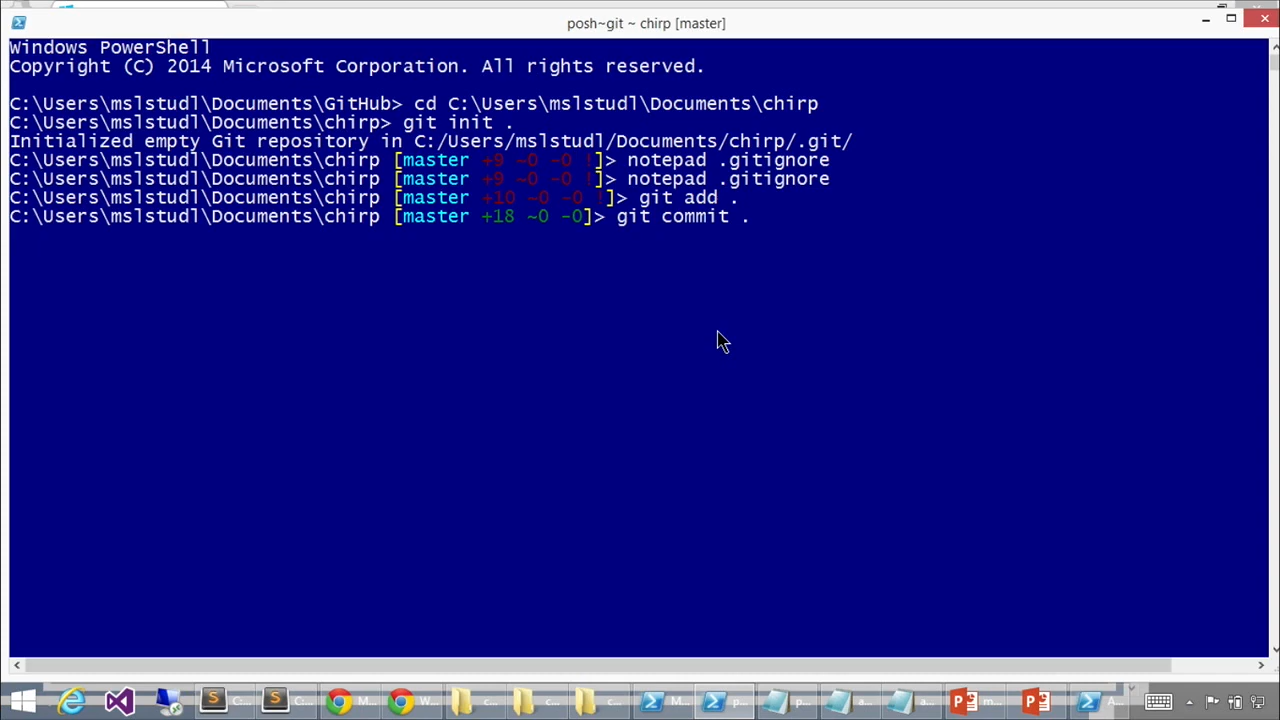 posh~git ~ chirp [master]
Windows PowerShell
Copyright (C) 2014 Microsoft Corporation. All rights reserved.
C:\Users\mslstudl\Documents\GitHub> cd C:\Users\mslstudl\Documents\chirp
C:\Users\mslstudl\Documents\chirp> git init .
Initialized empty Git repository in C:/Users/mslstudl/Documents/chirp/.git/
C:\Users\mslstudl\Documents\chirp [master +9 ~0 -0 !]> notepad .gitignore
C:\Users\mslstudl\Documents\chirp [master +9 ~0 -0 !]> notepad .gitignore
C:\Users\mslstudl\Documents\chirp [master +10 ~0 -0 !]> git add .
C:\Users\mslstudl\Documents\chirp [master +18 ~0 -0]> git commit .